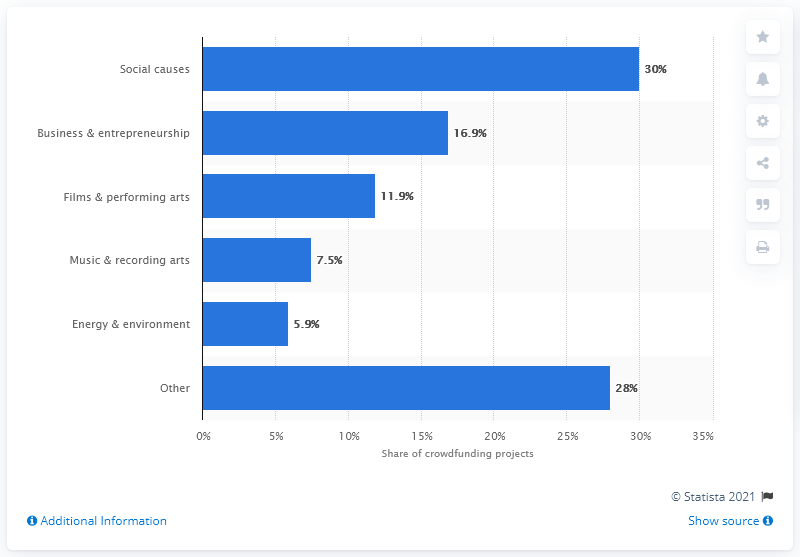 Social causes 30%
Business & entrepreneurship 16.9%
Films & performing arts 11.9%
Music & recording arts 7.5%
Energy & environment 5.9%
Other 28%
0% 5% 10% 15% 20% 25% 30% 35%
Share of crowdfunding projects
© Statista 2021
Additional Information Show source